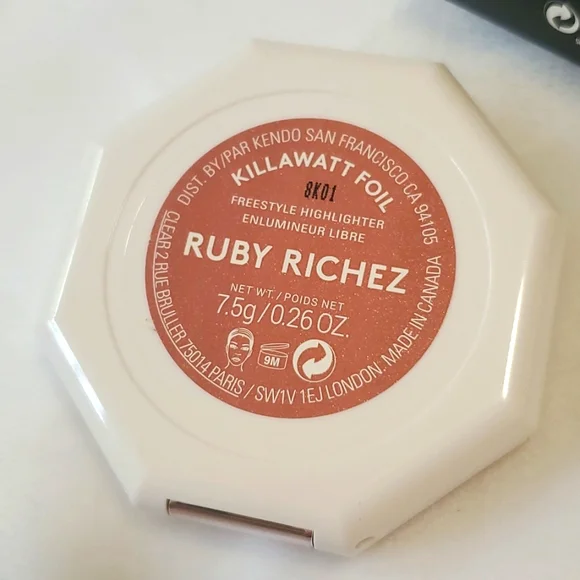 DIST. BY/PAR KENDO SAN FRANCISCO CA 94105
KILLAWATT FOIL
8K01
FREESTYLE HIGHLIGHTER
ENLUMINEUR LIBRE
RUBY RICHEZ
NET WT./POIDS NET
7.5g/0.26 OZ.
9M
CLEAR 2 RUE BRULLER 75014 PARIS / SW1V 1EJ LONDON. MADE IN CANADA